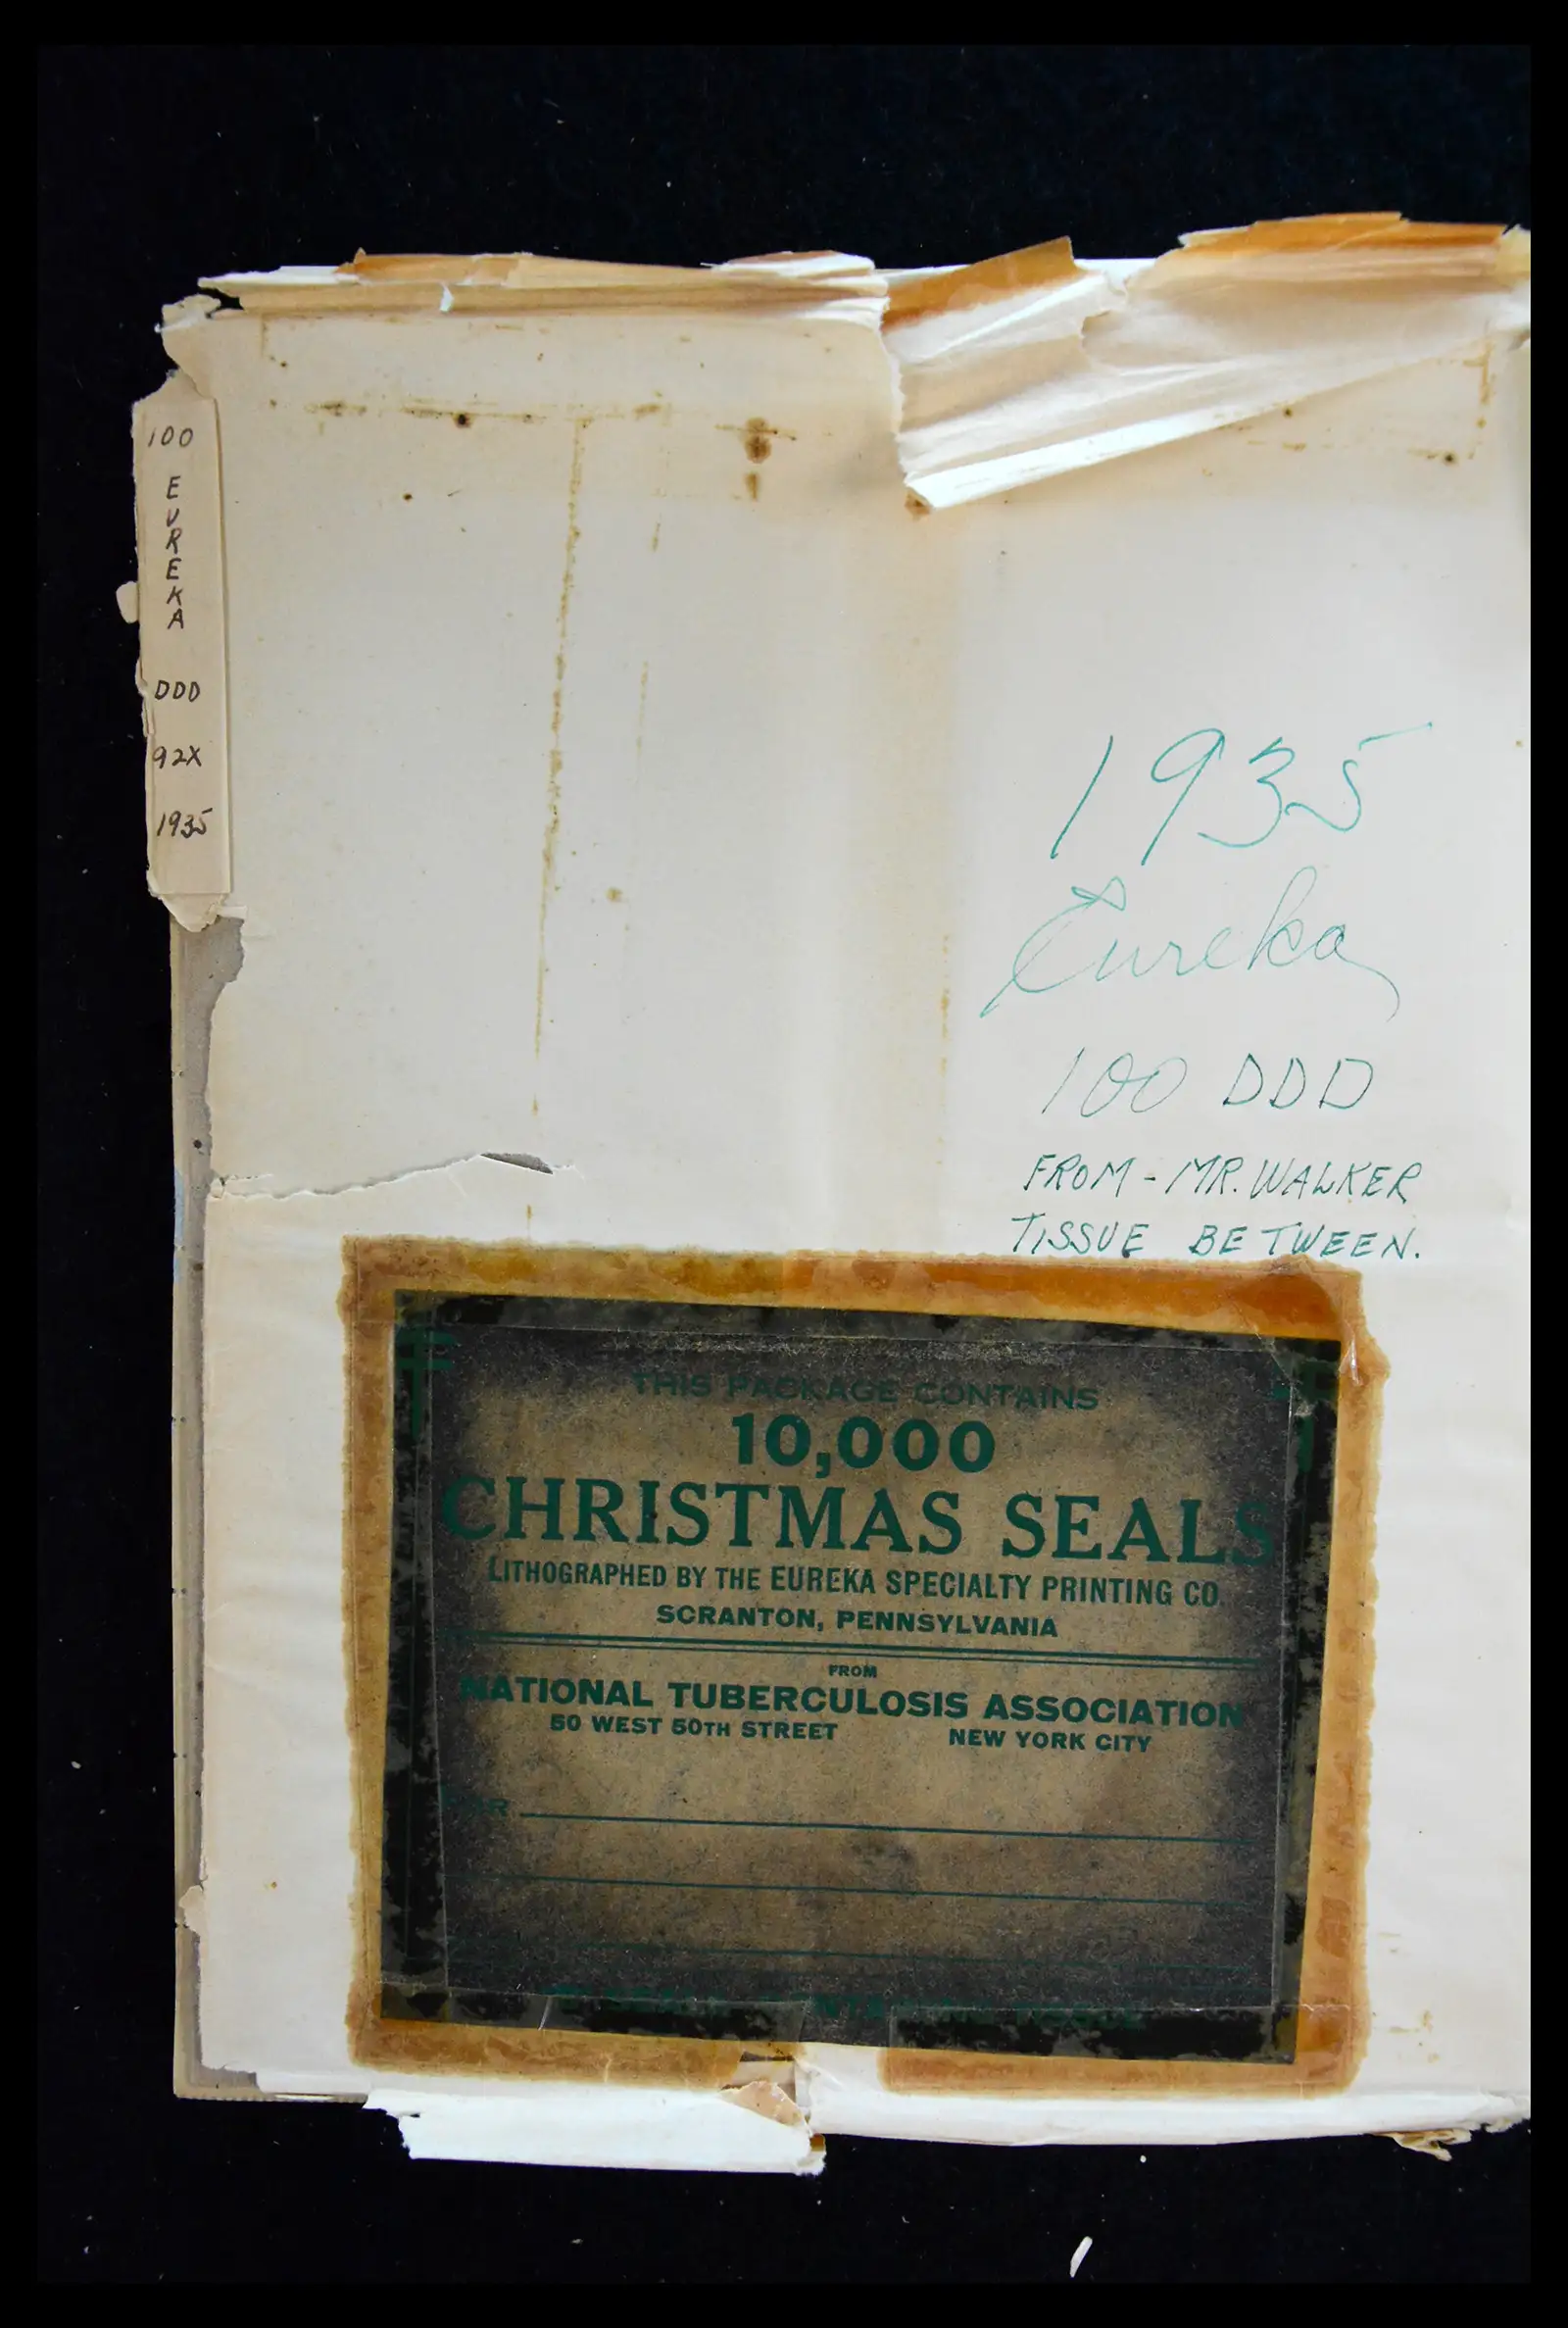 100
EUREKA
DDD
92X
1935
1935
Eureka
100 DDD
FROM - MR. WALKER
TISSUE BETWEEN.
THIS PACKAGE CONTAINS
10,000
CHRISTMAS SEALS
LITHOGRAPHED BY THE EUREKA SPECIALTY PRINTING CO
SCRANTON, PENNSYLVANIA
FROM
NATIONAL TUBERCULOSIS ASSOCIATION
50 WEST 50TH STREET NEW YORK CITY